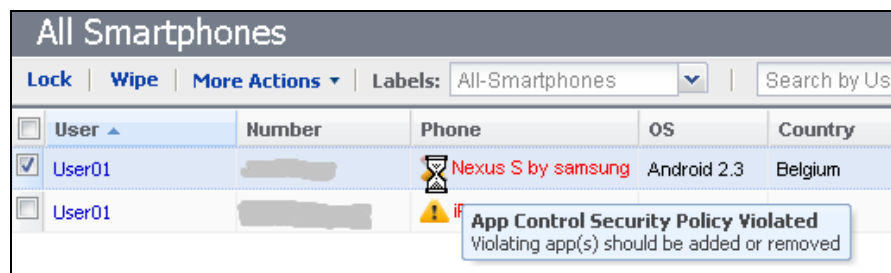 All Smartphones
Lock | Wipe | More Actions | Labels: All-Smartphones | Search by Us
User Number Phone OS Country
User01 Nexus S by samsung Android 2.3 Belgium
User01
App Control Security Policy Violated
Violating app(s) should be added or removed